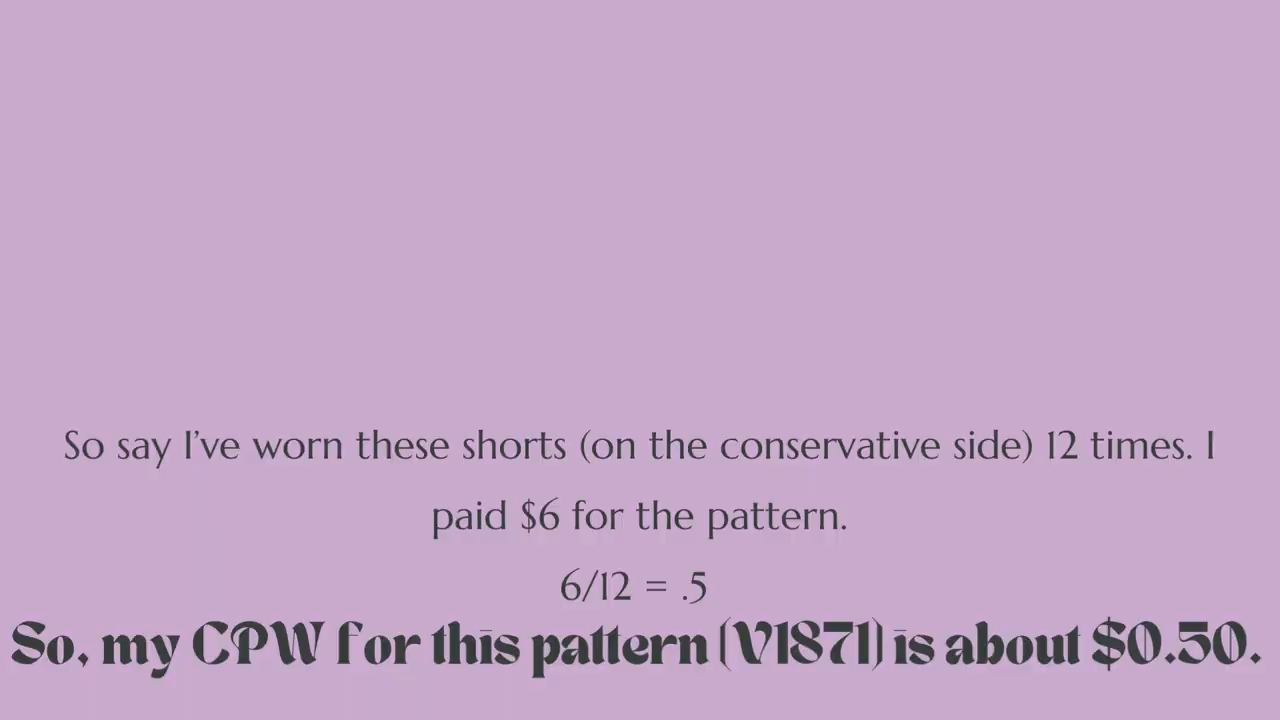 So say I’ve worn these shorts (on the conservative side) 12 times. I
paid $6 for the pattern.
6/12 = .5
So, my CPW for this pattern (V1871) is about $0.50.